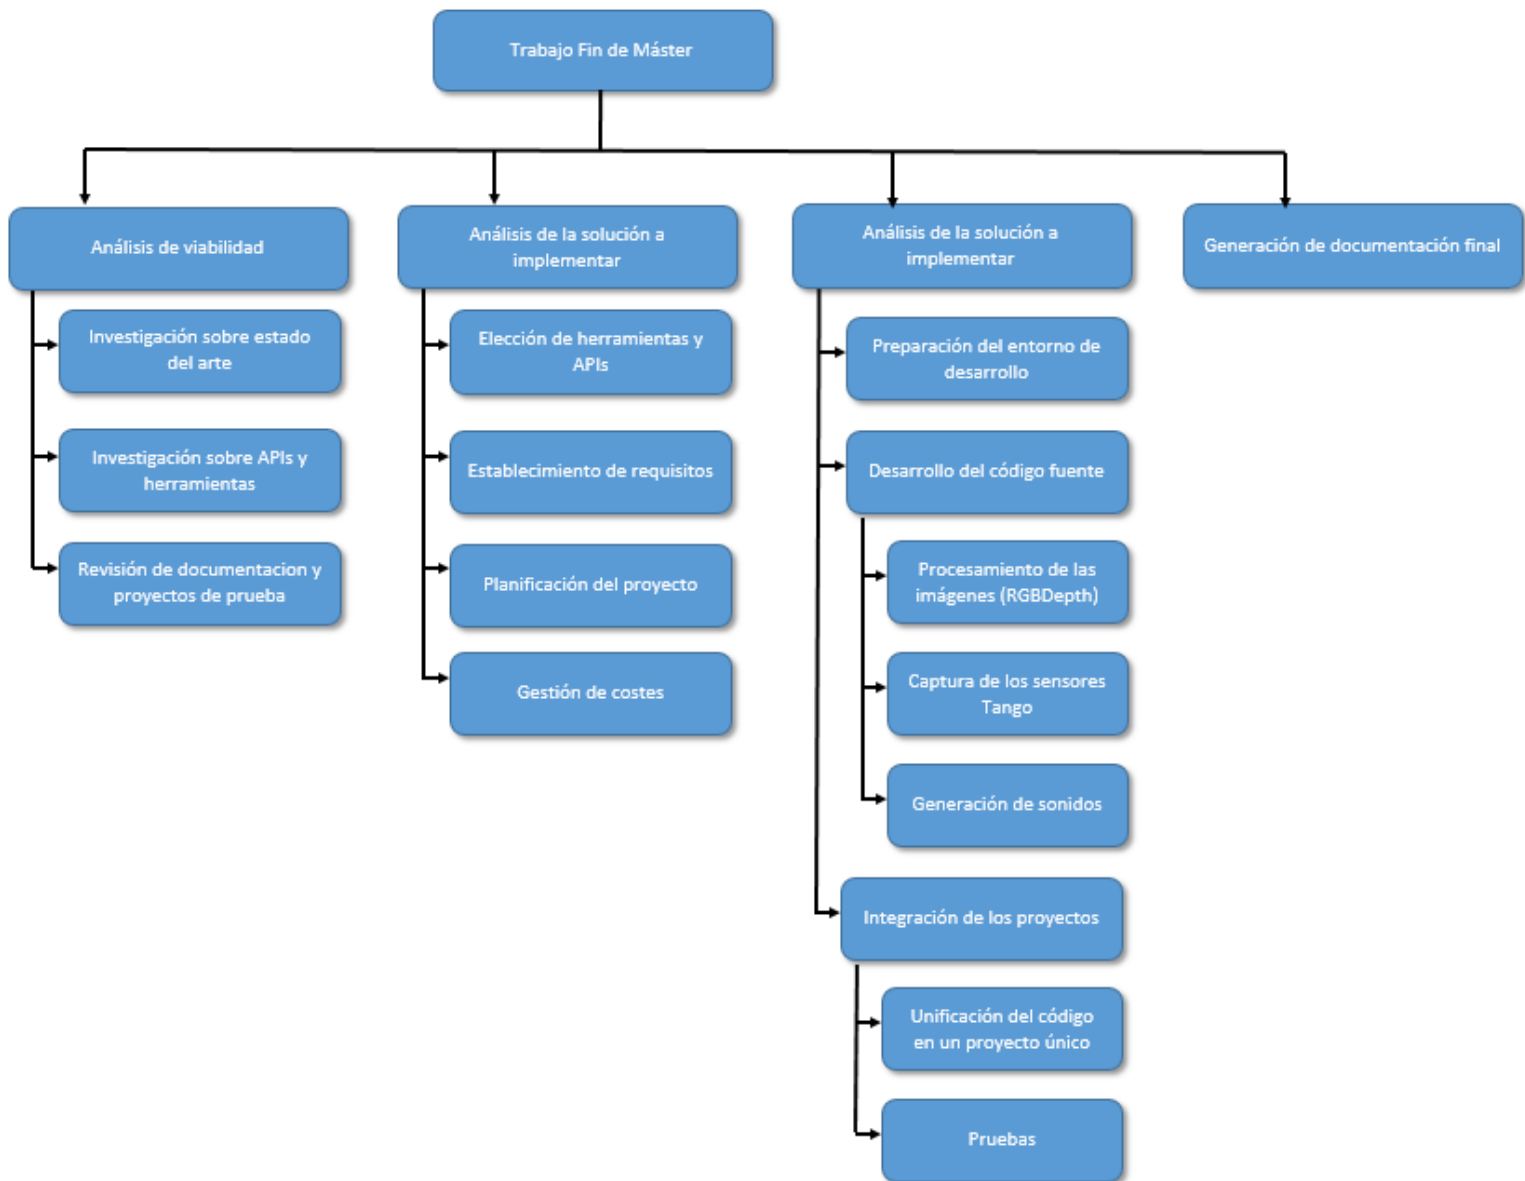 Trabajo Fin de Máster
Análisis de viabilidad
Investigación sobre estado
del arte
Investigación sobre APIs y
herramientas
Revisión de documentacion y
proyectos de prueba
Análisis de la solución a
implementar
Elección de herramientas y
APIs
Establecimiento de requisitos
Planificación del proyecto
Gestión de costes
Análisis de la solución a
implementar
Preparación del entorno de
desarrollo
Desarrollo del código fuente
Procesamiento de las
imágenes (RGBDepth)
Captura de los sensores
Tango
Generación de sonidos
Integración de los proyectos
Unificación del código
en un proyecto único
Pruebas
Generación de documentación final